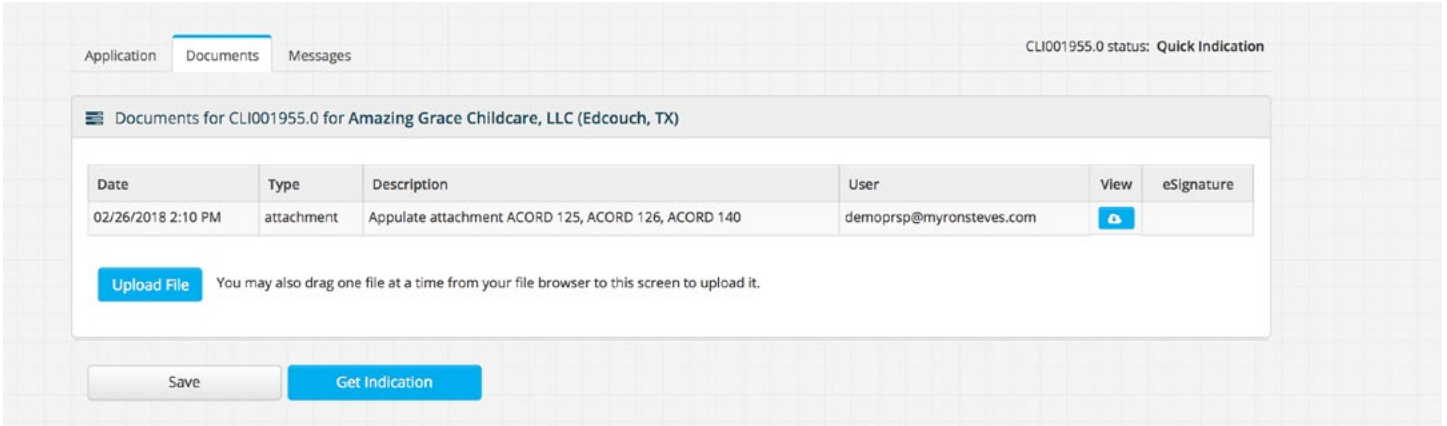 Application Documents Messages CLI001955.0 status: Quick Indication
Documents for CLI001955.0 for Amazing Grace Childcare, LLC (Edcouch, TX)
Date Type Description User View eSignature
02/26/2018 2:10 PM attachment Appulate attachment ACORD 125, ACORD 126, ACORD 140 demoprsp@myronsteves.com
Upload File You may also drag one file at a time from your file browser to this screen to upload it.
Save Get Indication